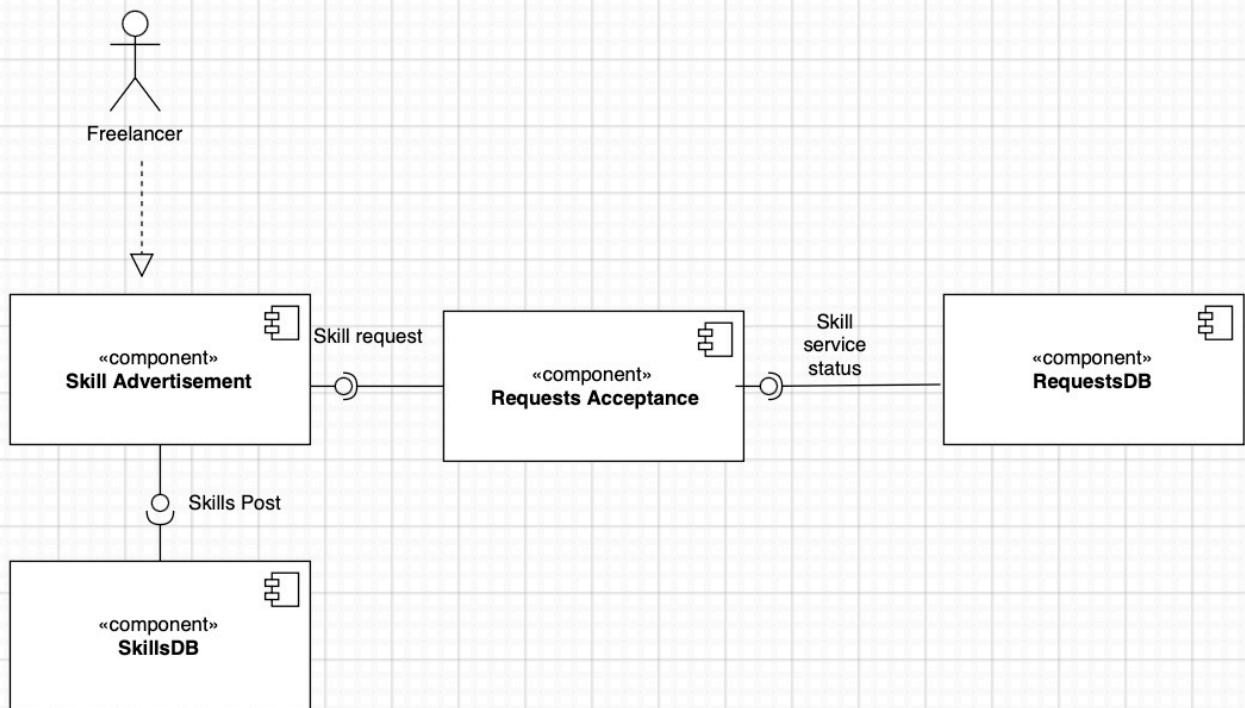 Freelancer
«component»
Skill Advertisement
Skill request
«component»
Requests Acceptance
Skill
service
status
«component»
RequestsDB
Skills Post
«component»
SkillsDB